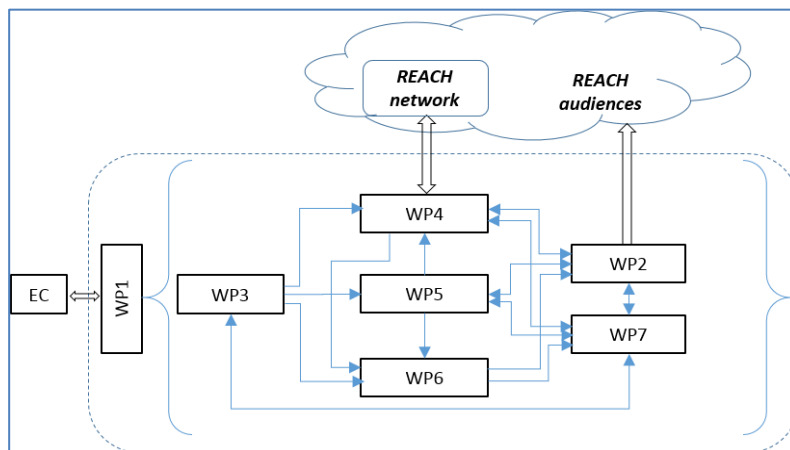 REACH
network
REACH
audiences
WP4
WP2
EC
WP1
WP3
WP5
WP7
WP6